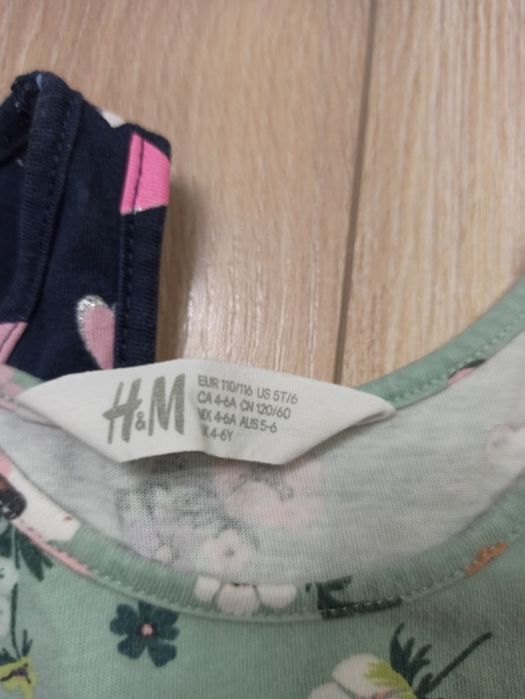 H&M
EUR 110/116 US 5T/6
CA 4-6A CN 120/60
MX 4-6A AUS 5-6
4-6Y